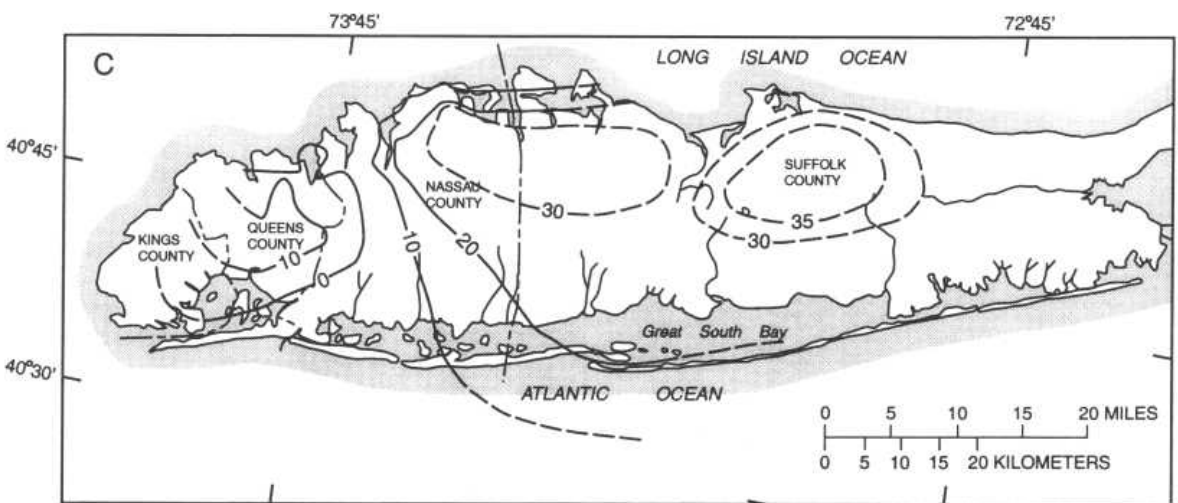 73°45'
72°45'
C
LONG ISLAND OCEAN
40°45'
SUFFOLK
COUNTY
NASSAU
COUNTY
30
35
30
QUEENS
COUNTY
KINGS
COUNTY
10
20
10
0
Great South Bay
40°30'
ATLANTIC OCEAN
0 5 10 15 20 MILES
0 5 10 15 20 KILOMETERS